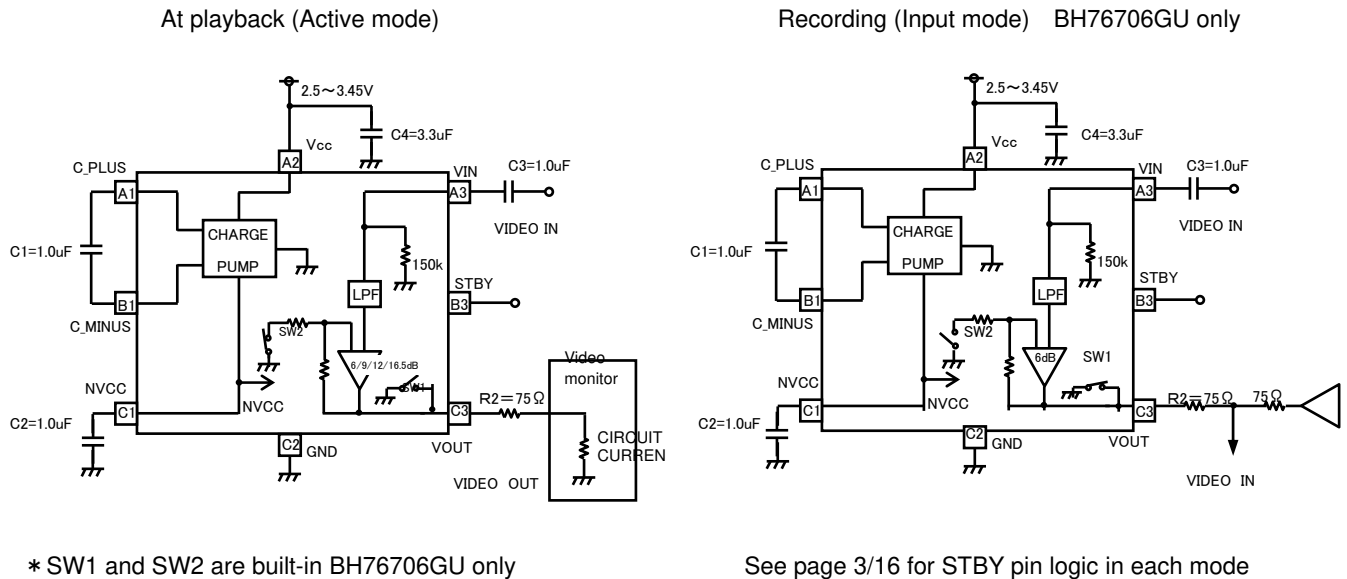 At playback (Active mode)
2.5～3.45V
C4=3.3uF
Vcc
A2
C_PLUS
VIN
C3=1.0uF
A1
A3
CHARGE
PUMP
VIDEO IN
C1=1.0uF
150k
LPF
STBY
B1
B3
C_MINUS
SW2
6/9/12/16.5dB
SW1
Video
monitor
NVCC
NVCC
C1
C3
R2=75Ω
C2=1.0uF
C2
GND
VOUT
CIRCUIT
CURREN
VIDEO OUT
* SW1 and SW2 are built-in BH76706GU only
Recording (Input mode) BH76706GU only
2.5～3.45V
C4=3.3uF
Vcc
A2
C_PLUS
VIN
C3=1.0uF
A1
A3
CHARGE
PUMP
VIDEO IN
C1=1.0uF
150k
LPF
STBY
B1
B3
C_MINUS
SW2
6dB
SW1
NVCC
NVCC
C1
C3
R2=75Ω
75Ω
C2=1.0uF
C2
GND
VOUT
VIDEO IN
See page 3/16 for STBY pin logic in each mode